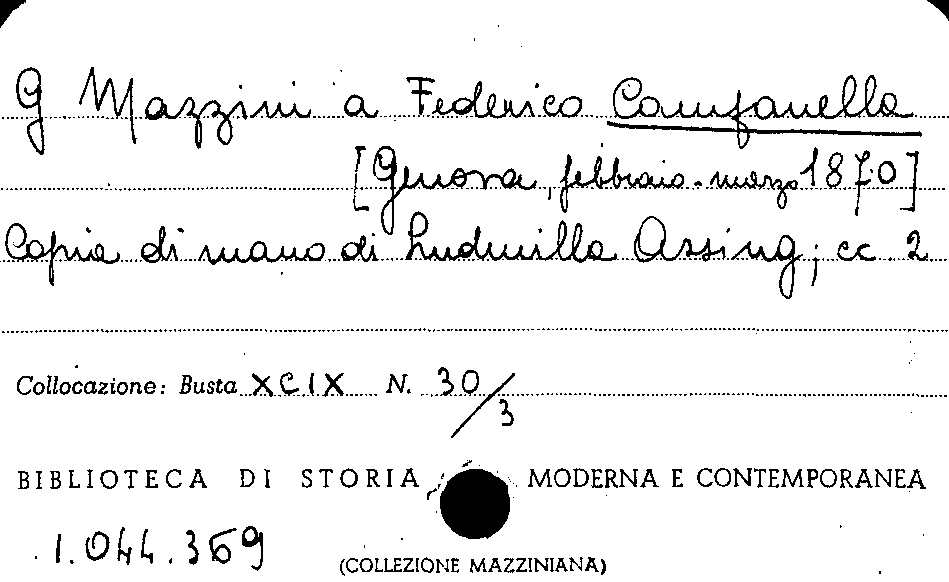 G Mazzini a Federico Campanella
[Genova, febbraio-marzo 1870]
Copia di mano di Ludmilla Assing; cc. 2
Collocazione: Busta XCIX N. 30/3
BIBLIOTECA DI STORIA MODERNA E CONTEMPORANEA
1.044.369
(COLLEZIONE MAZZINIANA)